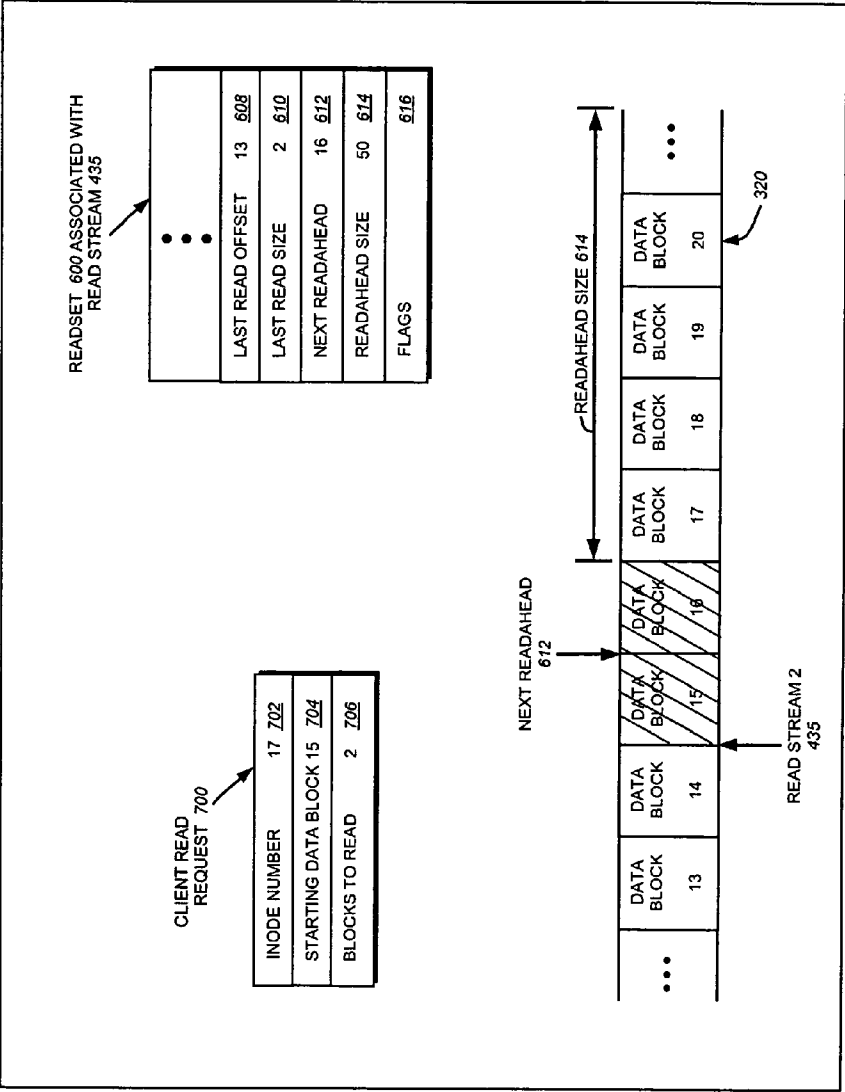 CLIENT READ
REQUEST 700
INODE NUMBER 17 702
STARTING DATA BLOCK 15 704
BLOCKS TO READ 2 706
READSET 600 ASSOCIATED WITH
READ STREAM 435
•••
LAST READ OFFSET 13 608
LAST READ SIZE 2 610
NEXT READAHEAD 16 612
READAHEAD SIZE 50 614
FLAGS 616
NEXT READAHEAD
612
READAHEAD SIZE 614
•••
DATA
BLOCK
13
DATA
BLOCK
14
DATA
BLOCK
15
DATA
BLOCK
16
DATA
BLOCK
17
DATA
BLOCK
18
DATA
BLOCK
19
DATA
BLOCK
20
•••
READ STREAM 2
435
320